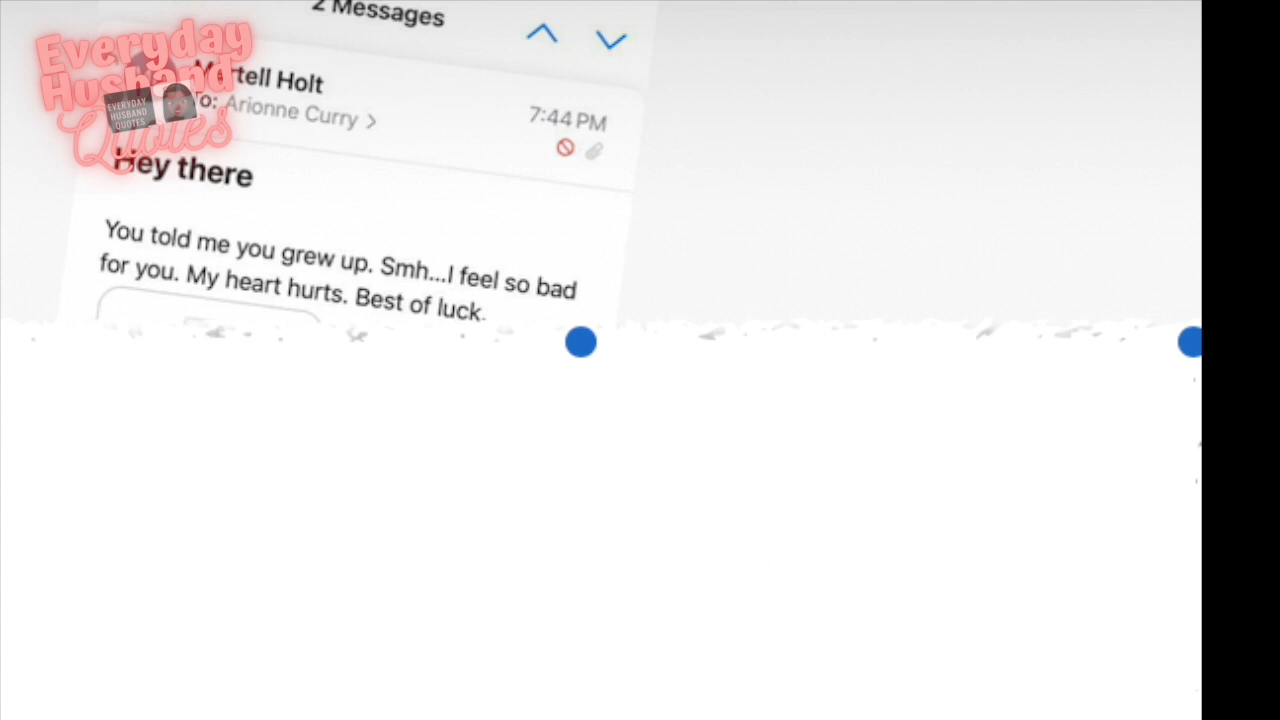 2 Messages
Everyday
Husband
Quotes
EVERYDAY
HUSBAND
QUOTES
Martell Holt
To: Arionne Curry >
7:44 PM
Hey there
You told me you grew up. Smh...I feel so bad
for you. My heart hurts. Best of luck.